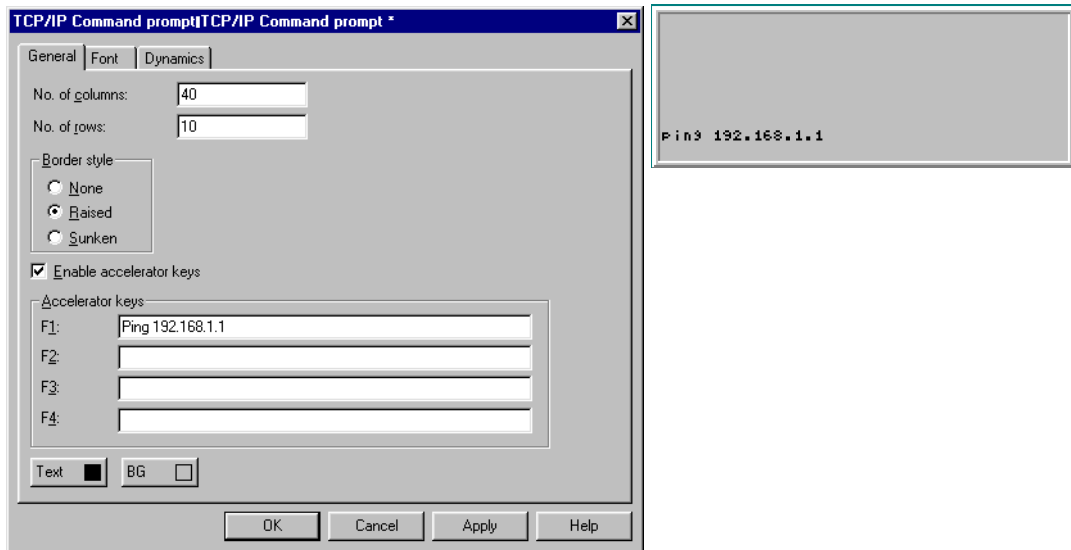 TCP/IP Command prompt|TCP/IP Command prompt *
General Font Dynamics
No. of columns: 40
No. of rows: 10
Border style
None
Raised
Sunken
Enable accelerator keys
Accelerator keys
F1: Ping 192.168.1.1
F2:
F3:
F4:
Text BG
OK Cancel Apply Help
ping 192.168.1.1